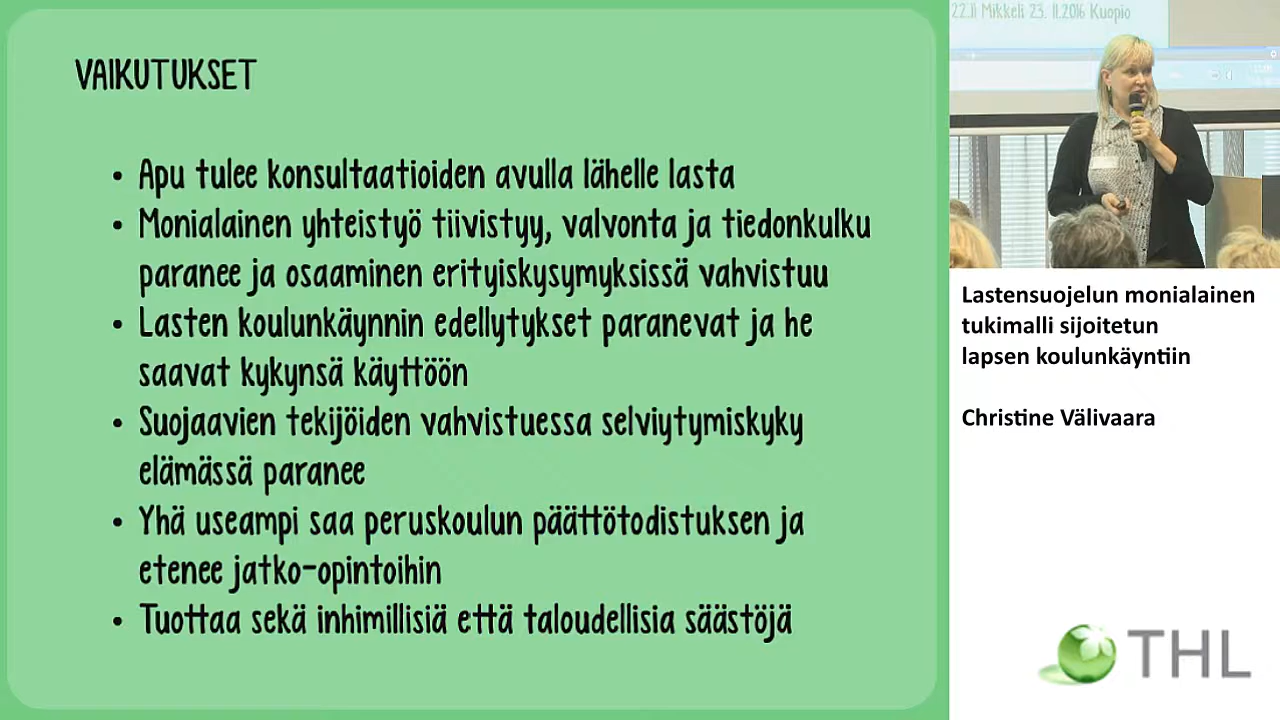 VAIKUTUKSET
• Apu tulee konsultaatioiden avulla lähelle lasta
• Monialainen yhteistyö tiivistyy, valvonta ja tiedonkulku
paranee ja osaaminen erityiskysymyksissä vahvistuu
• Lasten koulunkäynnin edellytykset paranevat ja he
saavat kykynsä käyttöön
• Suojaavien tekijöiden vahvistuessa selviytymiskyky
elämässä paranee
• Yhä useampi saa peruskoulun päättötodistuksen ja
etenee jatko-opintoihin
• Tuottaa sekä inhimillisiä että taloudellisia säästöjä
22.11 Mikkeli 23. 11.2016 Kuopio
Lastensuojelun monialainen
tukimalli sijoitetun
lapsen koulunkäyntiin
Christine Välivaara
THL